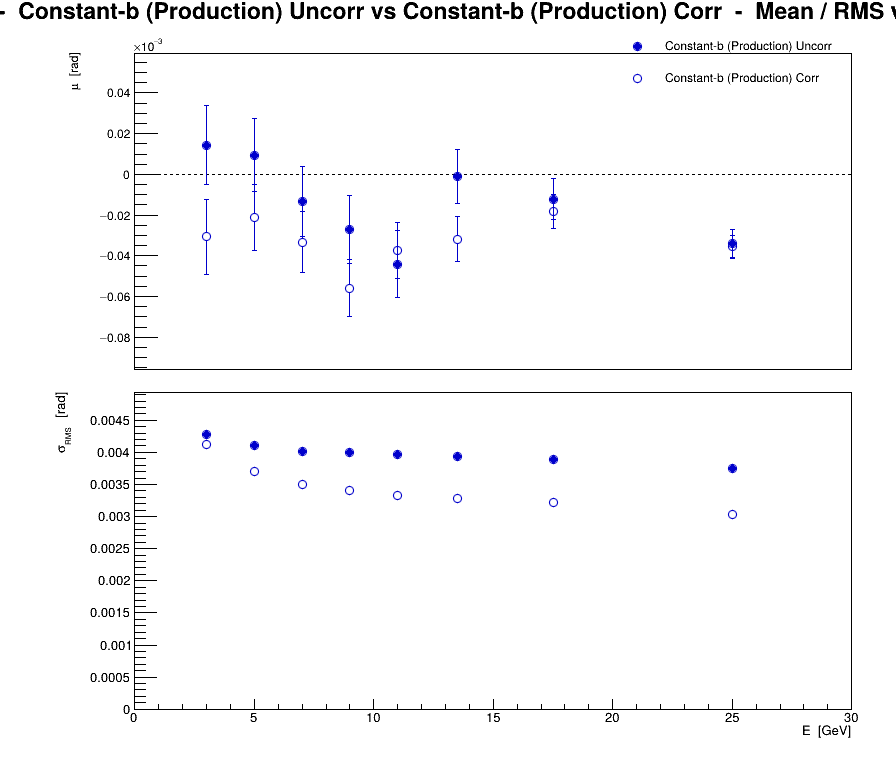 - Constant-b (Production) Uncorr vs Constant-b (Production) Corr - Mean / RMS
×10⁻³
μ [rad]
Constant-b (Production) Uncorr
Constant-b (Production) Corr
0.04
0.02
0
−0.02
−0.04
−0.06
−0.08
σRMS [rad]
0.0045
0.004
0.0035
0.003
0.0025
0.002
0.0015
0.001
0.0005
0
0 5 10 15 20 25 30
E [GeV]